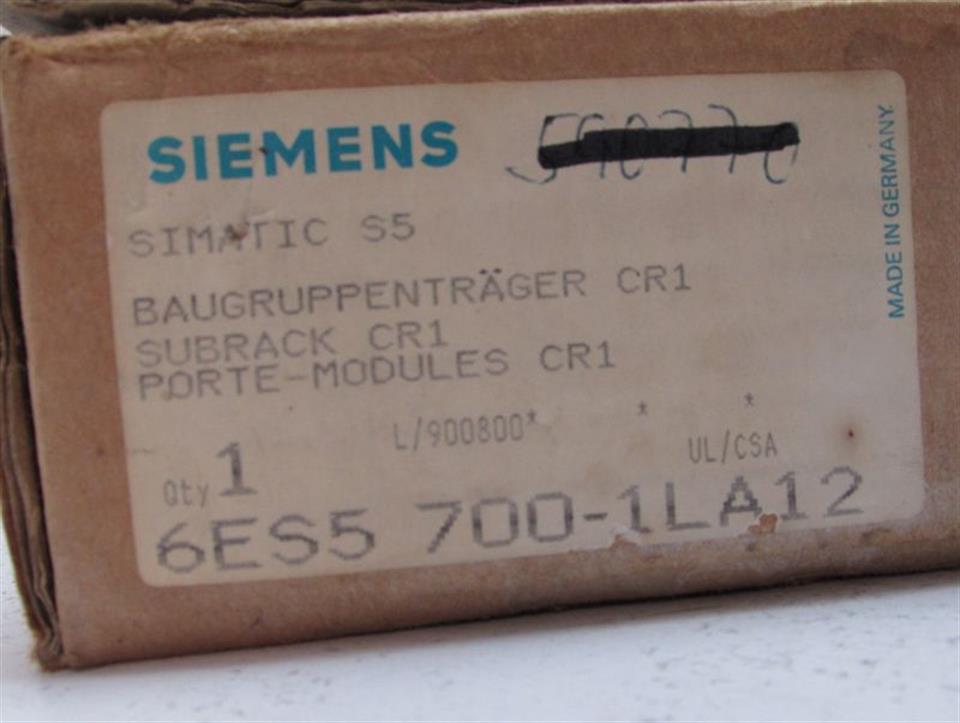 SIEMENS
SIMATIC S5
BAUGRUPPENTRÄGER CR1
SUBRACK CR1
PORTE-MODULES CR1
L/900800* * *
UL/CSA
Qty 1
6ES5 700-1LA12
MADE IN GERMANY.